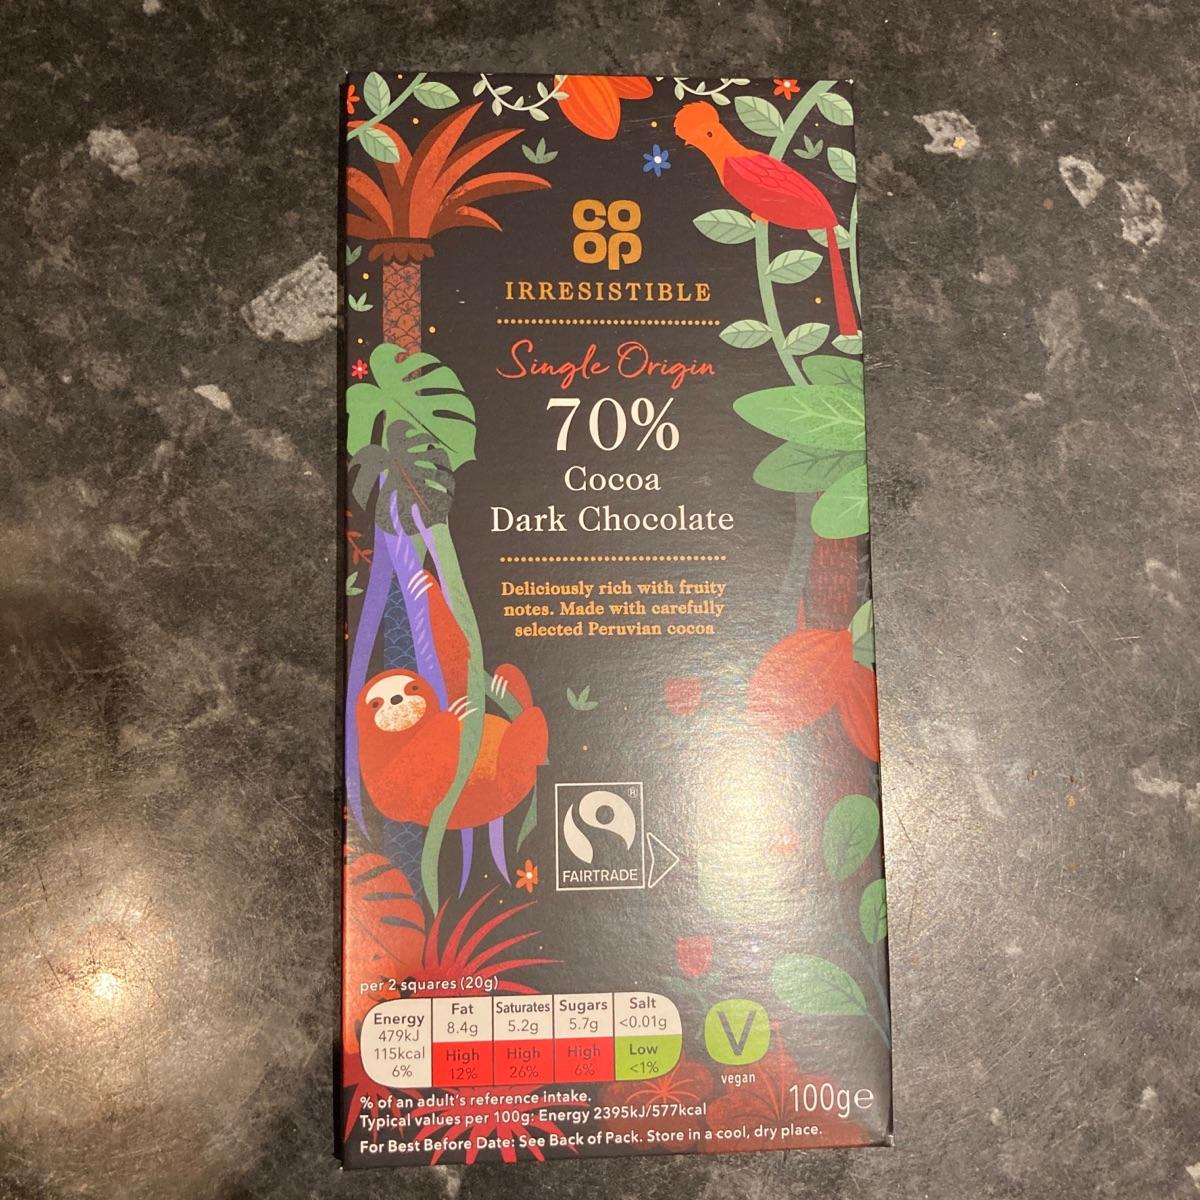 CO
OP
IRRESISTIBLE
Single Origin
70%
Cocoa
Dark Chocolate
Deliciously rich with fruity
notes. Made with carefully
selected Peruvian cocoa
®
FAIRTRADE
per 2 squares (20g)
Energy Fat Saturates Sugars Salt
479kJ 8.4g 5.2g 5.7g <0.01g
115kcal High High High Low
6% 12% 26% 6% <1%
V
vegan
100g℮
% of an adult's reference intake.
Typical values per 100g: Energy 2395kJ/577kcal
For Best Before Date: See Back of Pack. Store in a cool, dry place.